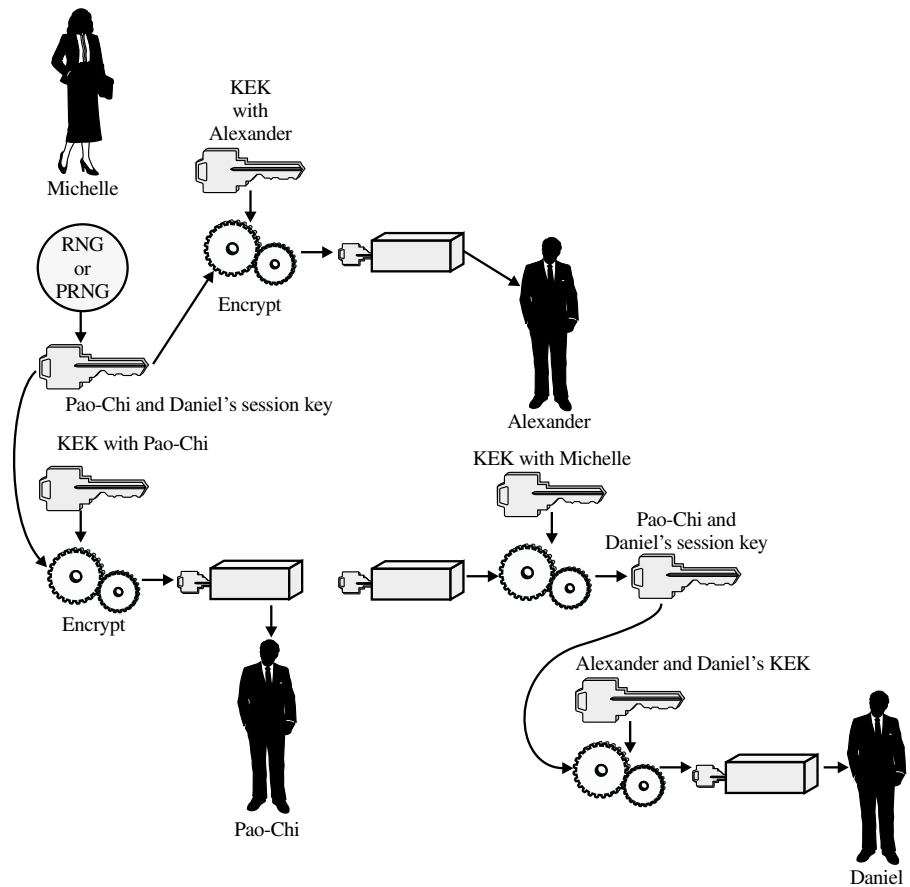 KEK
with
Alexander
Michelle
RNG
or
PRNG
Encrypt
Pao-Chi and Daniel’s session key
Alexander
KEK with Pao-Chi
KEK with Michelle
Pao-Chi and
Daniel’s session key
Encrypt
Alexander and Daniel’s KEK
Pao-Chi
Daniel